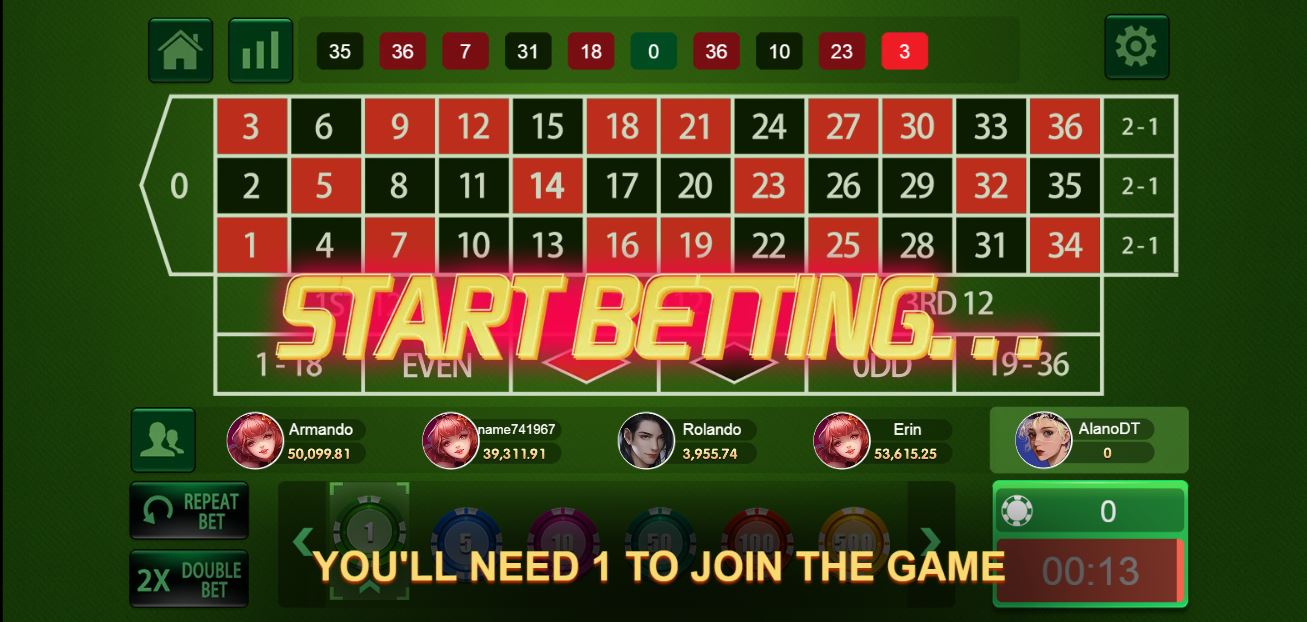 35 36 7 31 18 0 36 10 23 3
3 6 9 12 15 18 21 24 27 30 33 36 2-1
0 2 5 8 11 14 17 20 23 26 29 32 35 2-1
1 4 7 10 13 16 19 22 25 28 31 34 2-1
3RD 12
START BETTING...
1-18 EVEN ODD 19-36
Armando name741967 Rolando Erin AlanoDT
50,099.81 39,311.91 3,955.74 53,615.25 0
REPEAT
BET
1 5 10 50 100 500
0
YOU'LL NEED 1 TO JOIN THE GAME
00:13
2X DOUBLE
BET